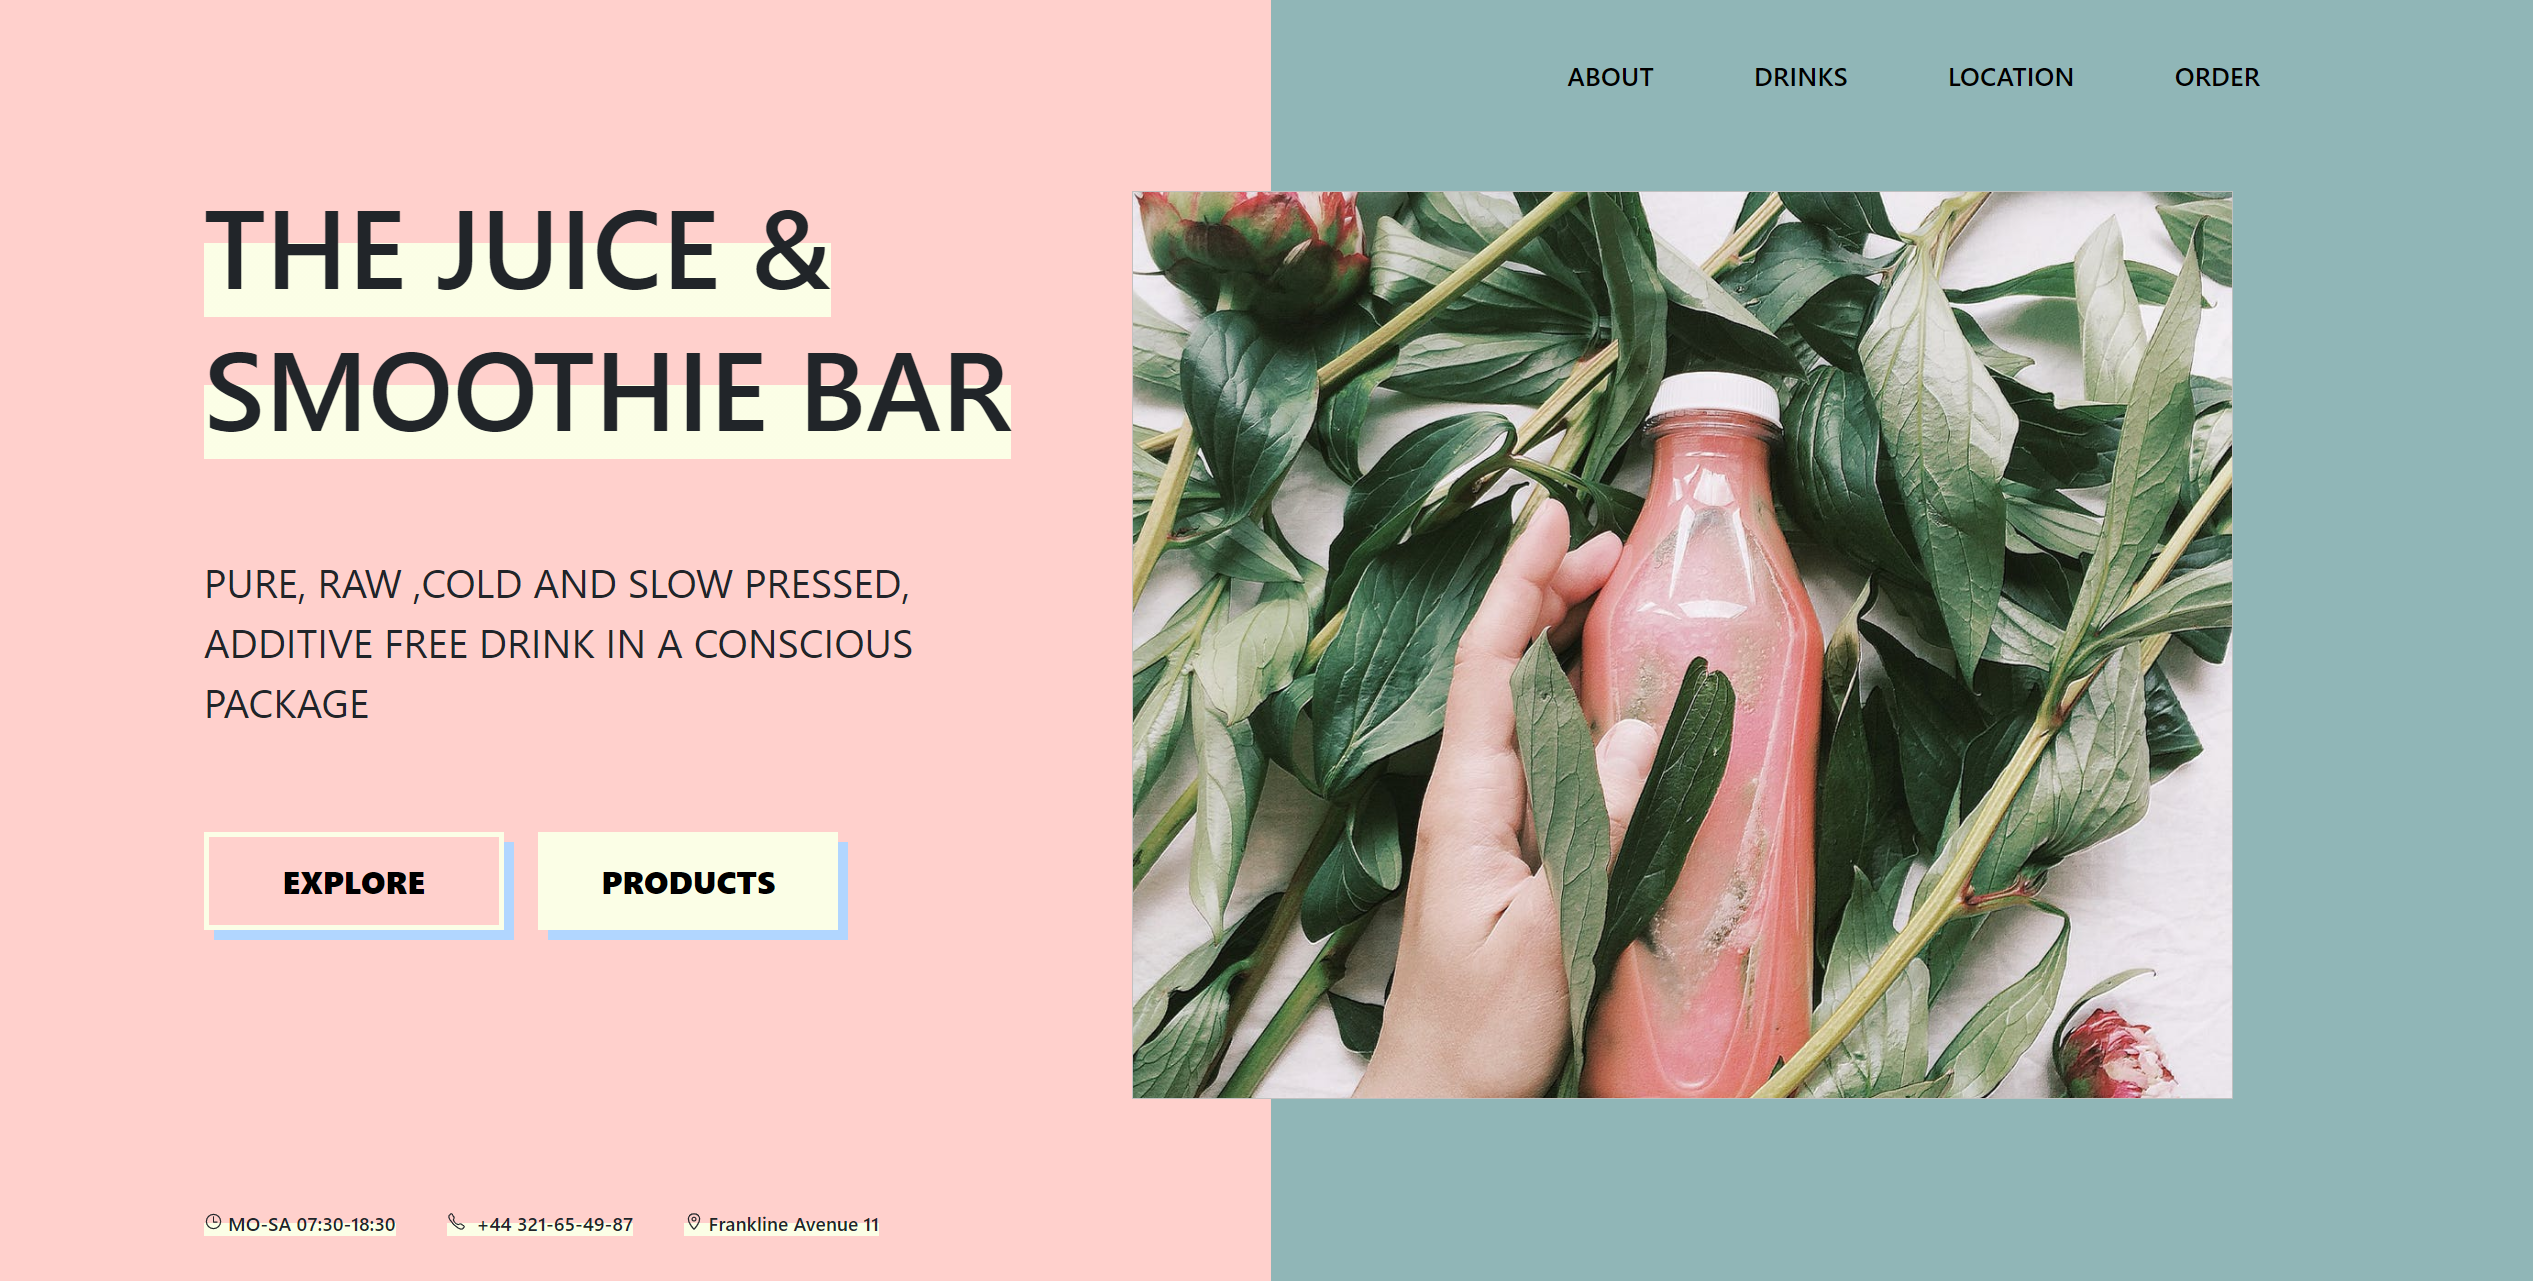 ABOUT DRINKS LOCATION ORDER
THE JUICE &
SMOOTHIE BAR
PURE, RAW ,COLD AND SLOW PRESSED,
ADDITIVE FREE DRINK IN A CONSCIOUS
PACKAGE
EXPLORE PRODUCTS
MO-SA 07:30-18:30 +44 321-65-49-87 Frankline Avenue 11